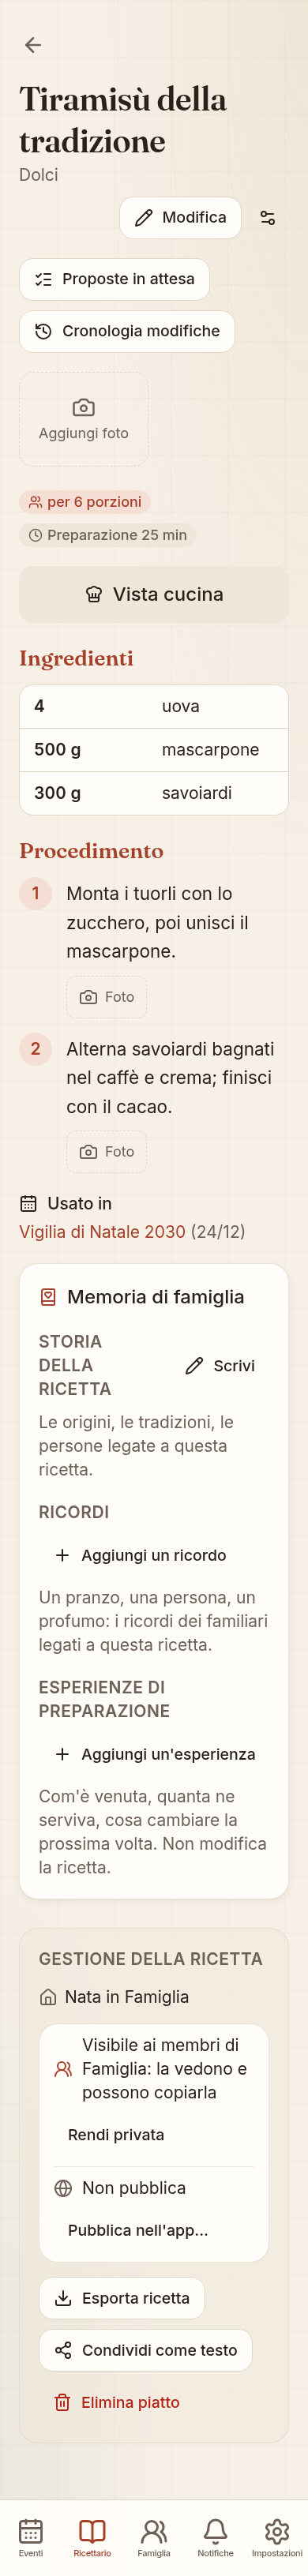 Tiramisù della
tradizione
Dolci
Modifica
Proposte in attesa
Cronologia modifiche
Aggiungi foto
per 6 porzioni
Preparazione 25 min
Vista cucina
Ingredienti
4 uova
500 g mascarpone
300 g savoiardi
Procedimento
1 Monta i tuorli con lo
zucchero, poi unisci il
mascarpone.
Foto
2 Alterna savoiardi bagnati
nel caffè e crema; finisci
con il cacao.
Foto
Usato in
Vigilia di Natale 2030 (24/12)
Memoria di famiglia
STORIA
DELLA
RICETTA
Scrivi
Le origini, le tradizioni, le
persone legate a questa
ricetta.
RICORDI
Aggiungi un ricordo
Un pranzo, una persona, un
profumo: i ricordi dei familiari
legati a questa ricetta.
ESPERIENZE DI
PREPARAZIONE
Aggiungi un'esperienza
Com'è venuta, quanta ne
serviva, cosa cambiare la
prossima volta. Non modifica
la ricetta.
GESTIONE DELLA RICETTA
Nata in Famiglia
Visibile ai membri di
Famiglia: la vedono e
possono copiarla
Rendi privata
Non pubblica
Pubblica nell'app…
Esporta ricetta
Condividi come testo
Elimina piatto
Eventi Ricettario Famiglia Notifiche Impostazioni